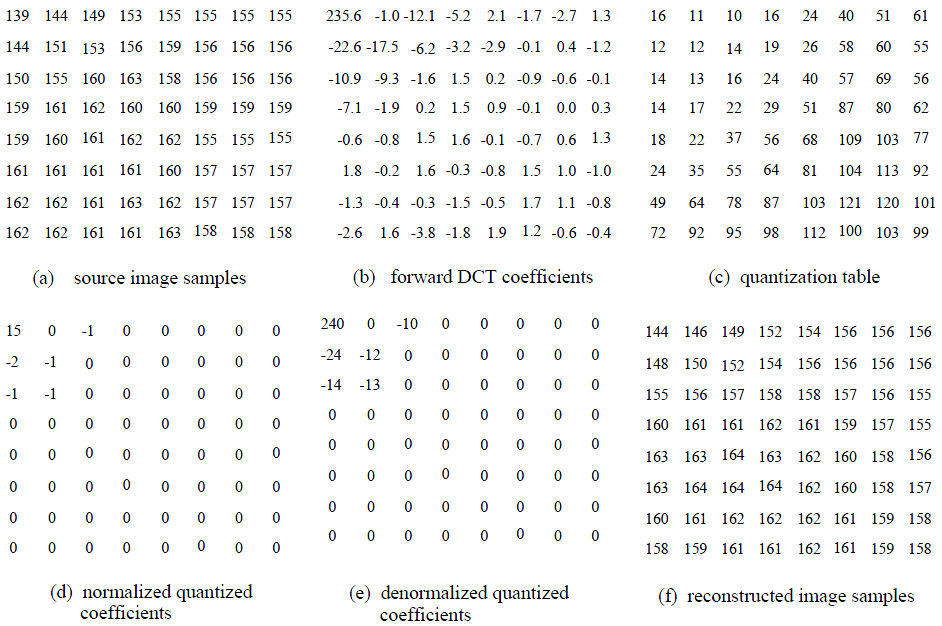 139 144 149 153 155 155 155 155
144 151 153 156 159 156 156 156
150 155 160 163 158 156 156 156
159 161 162 160 160 159 159 159
159 160 161 162 162 155 155 155
161 161 161 161 160 157 157 157
162 162 161 163 162 157 157 157
162 162 161 161 163 158 158 158
(a) source image samples
235.6 -1.0 -12.1 -5.2 2.1 -1.7 -2.7 1.3
-22.6 -17.5 -6.2 -3.2 -2.9 -0.1 0.4 -1.2
-10.9 -9.3 -1.6 1.5 0.2 -0.9 -0.6 -0.1
-7.1 -1.9 0.2 1.5 0.9 -0.1 0.0 0.3
-0.6 -0.8 1.5 1.6 -0.1 -0.7 0.6 1.3
1.8 -0.2 1.6 -0.3 -0.8 1.5 1.0 -1.0
-1.3 -0.4 -0.3 -1.5 -0.5 1.7 1.1 -0.8
-2.6 1.6 -3.8 -1.8 1.9 1.2 -0.6 -0.4
(b) forward DCT coefficients
16 11 10 16 24 40 51 61
12 12 14 19 26 58 60 55
14 13 16 24 40 57 69 56
14 17 22 29 51 87 80 62
18 22 37 56 68 109 103 77
24 35 55 64 81 104 113 92
49 64 78 87 103 121 120 101
72 92 95 98 112 100 103 99
(c) quantization table
15 0 -1 0 0 0 0 0
-2 -1 0 0 0 0 0 0
-1 -1 0 0 0 0 0 0
0 0 0 0 0 0 0 0
0 0 0 0 0 0 0 0
0 0 0 0 0 0 0 0
0 0 0 0 0 0 0 0
0 0 0 0 0 0 0 0
(d) normalized quantized
coefficients
240 0 -10 0 0 0 0 0
-24 -12 0 0 0 0 0 0
-14 -13 0 0 0 0 0 0
0 0 0 0 0 0 0 0
0 0 0 0 0 0 0 0
0 0 0 0 0 0 0 0
0 0 0 0 0 0 0 0
0 0 0 0 0 0 0 0
(e) denormalized quantized
coefficients
144 146 149 152 154 156 156 156
148 150 152 154 156 156 156 156
155 156 157 158 158 157 156 155
160 161 161 162 161 159 157 155
163 163 164 163 162 160 158 156
163 164 164 164 162 160 158 157
160 161 162 162 162 161 159 158
158 159 161 161 162 161 159 158
(f) reconstructed image samples